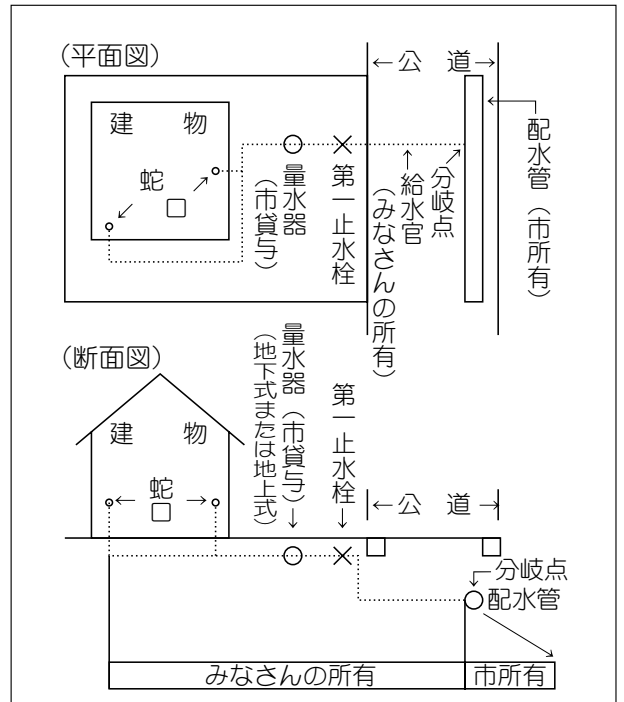 (平面図)
←公 道→
建 物
蛇
口
量水器
(市貸与)
第一止水栓
給水官
(みなさんの所有)
分岐点
配水管(市所有)
(断面図)
建 物
←蛇→
口
量水器(市貸与)
(地下式または地上式)
第一止水栓
←公 道→
分岐点
配水管
みなさんの所有
市所有